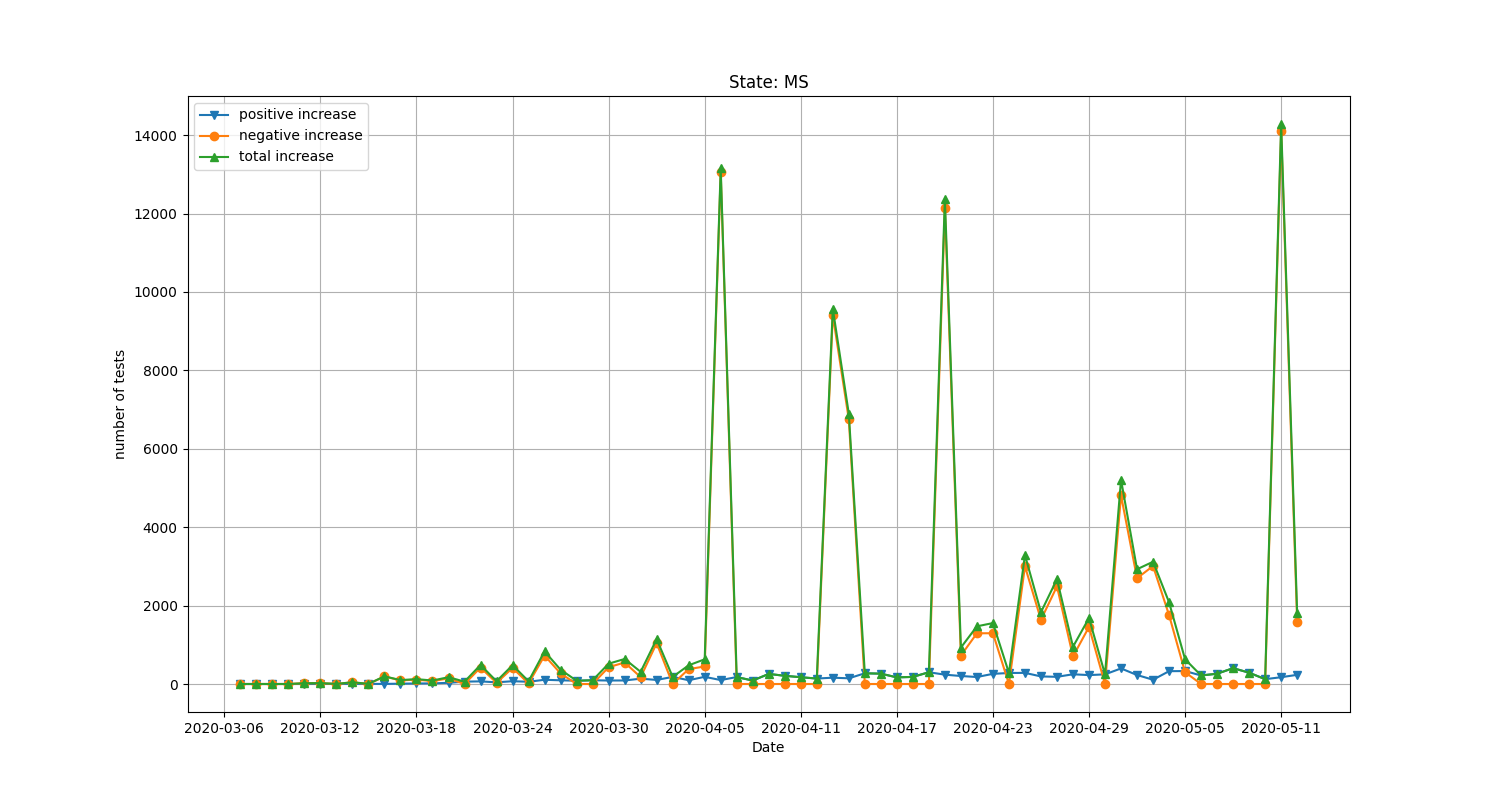 State: MS
positive increase
negative increase
total increase
14000
12000
10000
8000
6000
4000
2000
0
number of tests
2020-03-06 2020-03-12 2020-03-18 2020-03-24 2020-03-30 2020-04-05 2020-04-11 2020-04-17 2020-04-23 2020-04-29 2020-05-05 2020-05-11
Date